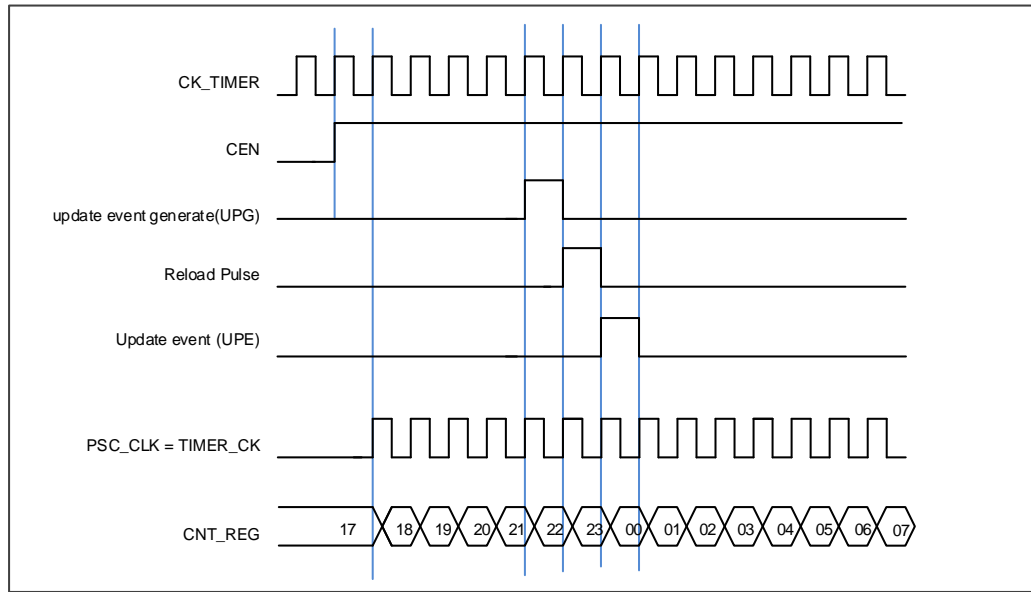 CK_TIMER
CEN
update event generate(UPG)
Reload Pulse
Update event (UPE)
PSC_CLK = TIMER_CK
CNT_REG 17 18 19 20 21 22 23 00 01 02 03 04 05 06 07